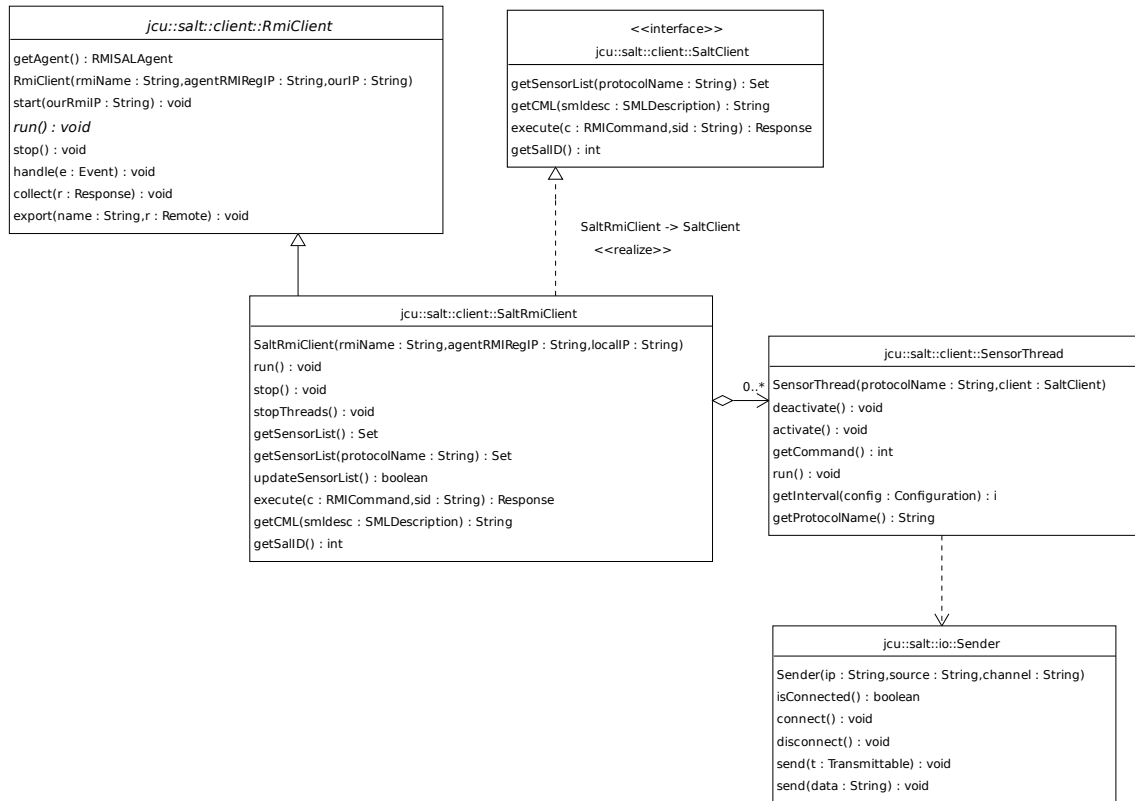 jcu::salt::client::RmiClient
getAgent() : RMISALAgent
RmiClient(rmiName : String,agentRMIRegIP : String,ourIP : String)
start(ourRmiIP : String) : void
run() : void
stop() : void
handle(e : Event) : void
collect(r : Response) : void
export(name : String,r : Remote) : void
<<interface>>
jcu::salt::client::SaltClient
getSensorList(protocolName : String) : Set
getCML(smldesc : SMLDescription) : String
execute(c : RMICommand,sid : String) : Response
getSalID() : int
SaltRmiClient -> SaltClient
<<realize>>
jcu::salt::client::SaltRmiClient
SaltRmiClient(rmiName : String,agentRMIRegIP : String,localIP : String)
run() : void
stop() : void
stopThreads() : void
getSensorList() : Set
getSensorList(protocolName : String) : Set
updateSensorList() : boolean
execute(c : RMICommand,sid : String) : Response
getCML(smldesc : SMLDescription) : String
getSalID() : int
0..*
jcu::salt::client::SensorThread
SensorThread(protocolName : String,client : SaltClient)
deactivate() : void
activate() : void
getCommand() : int
run() : void
getInterval(config : Configuration) : i
getProtocolName() : String
jcu::salt::io::Sender
Sender(ip : String,source : String,channel : String)
isConnected() : boolean
connect() : void
disconnect() : void
send(t : Transmittable) : void
send(data : String) : void